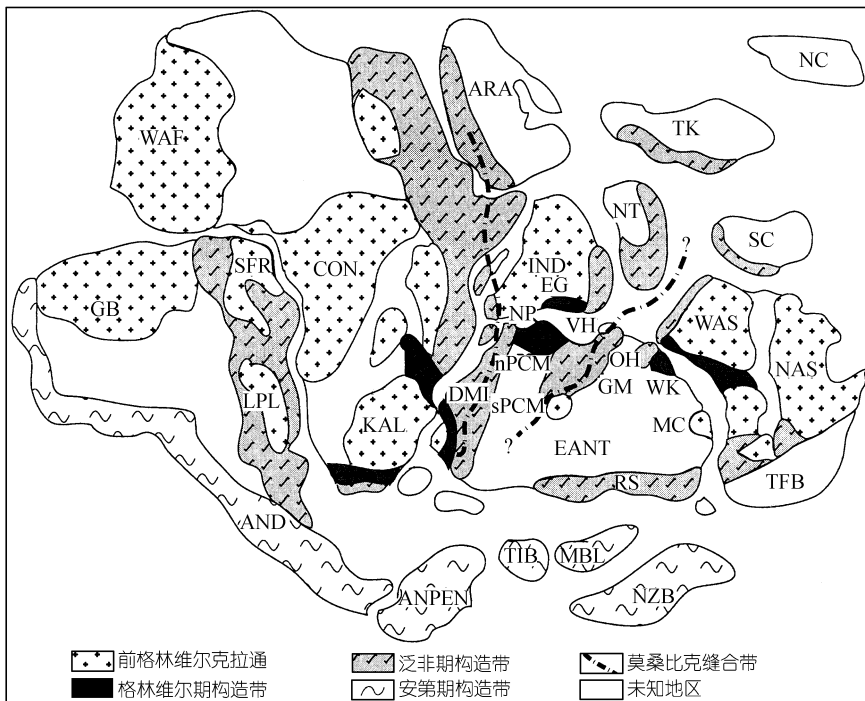 NC
ARA
TK
WAF
NT
SC
SFR
CON
IND
EG
GB
NP
VH
WAS
nPCM
OH
NAS
DMI
GM
WK
LPL
sPCM
KAL
MC
?
?
EANT
RS
TFB
AND
TIB
MBL
ANPEN
NZB
前格林维尔克拉通
泛非期构造带
莫桑比克缝合带
格林维尔期构造带
安第期构造带
未知地区